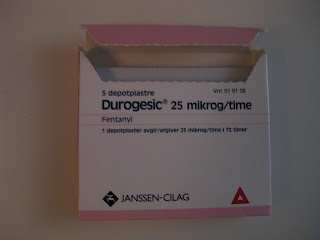 5 depotplastre
Vnr 01 91 08
Durogesic® 25 mikrog/time
Fentanyl
1 depotplaster avgir/afgiver 25 mikrog/time i 72 timer
JANSSEN-CILAG